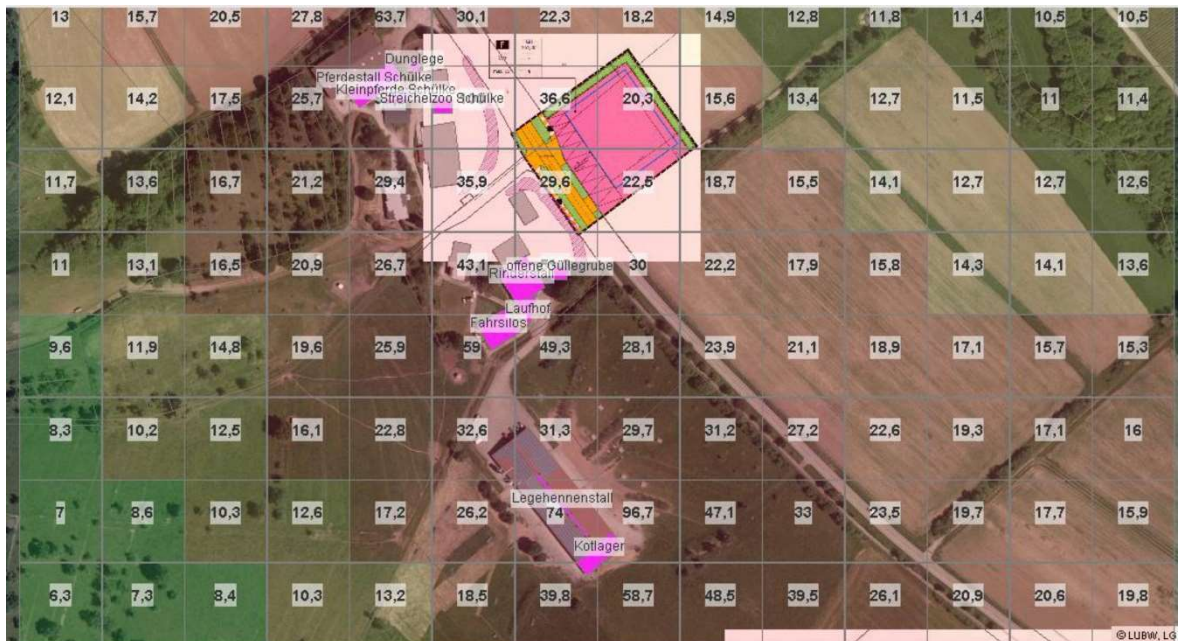 13 15,7 20,5 27,8 63,7 30,1 22,3 18,2 14,9 12,8 11,8 11,4 10,5 10,5
Dunglege
Pferdestall Schülke
Kleinpferde Schülke
Streichelzoo Schülke
12,1 14,2 17,5 25,7 36,6 20,3 15,6 13,4 12,7 11,5 11 11,4
11,7 13,6 16,7 21,2 29,4 35,9 29,6 22,5 18,7 15,5 14,1 12,7 12,7 12,6
11 13,1 16,5 20,9 26,7 43,1 offene Güllegrube 30 22,2 17,9 15,8 14,3 14,1 13,6
Rinderstall
Laufhof
Fahrsilos
9,6 11,9 14,8 19,6 25,9 59 49,3 28,1 23,9 21,1 18,9 17,1 15,7 15,3
8,3 10,2 12,5 16,1 22,8 32,6 31,3 29,7 31,2 27,2 22,6 19,3 17,1 16
Legehennenstall
7 8,6 10,3 12,6 17,2 26,2 74 96,7 47,1 33 23,5 19,7 17,7 15,9
Kotlager
6,3 7,3 8,4 10,3 13,2 18,5 39,8 58,7 48,5 39,5 26,1 20,9 20,6 19,8
© LUBW, LG